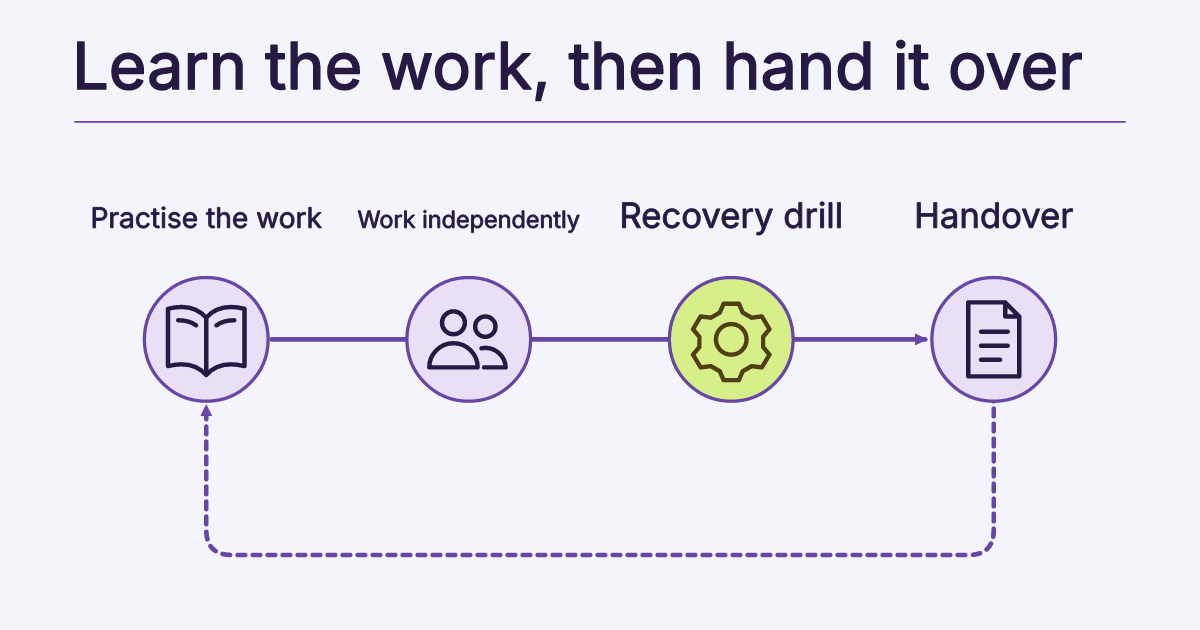 Learn the work, then hand it over
Practise the work
Work independently
Recovery drill
Handover